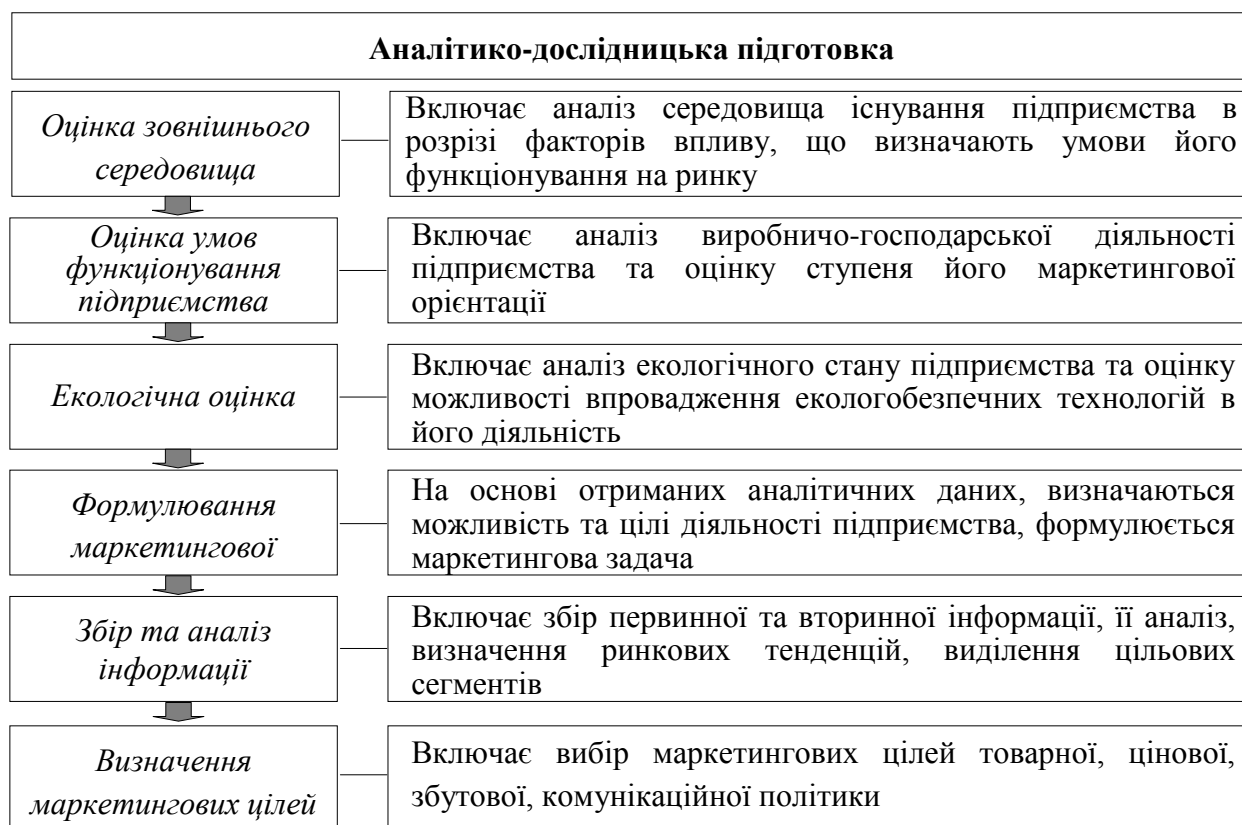 Аналітико-дослідницька підготовка
Оцінка зовнішнього
середовища
Включає аналіз середовища існування підприємства в
розрізі факторів впливу, що визначають умови його
функціонування на ринку
Оцінка умов
функціонування
підприємства
Включає аналіз виробничо-господарської діяльності
підприємства та оцінку ступеня його маркетингової
орієнтації
Екологічна оцінка
Включає аналіз екологічного стану підприємства та оцінку
можливості впровадження екологобезпечних технологій в
його діяльність
Формулювання
маркетингової
На основі отриманих аналітичних даних, визначаються
можливість та цілі діяльності підприємства, формулюється
маркетингова задача
Збір та аналіз
інформації
Включає збір первинної та вторинної інформації, її аналіз,
визначення ринкових тенденцій, виділення цільових
сегментів
Визначення
маркетингових цілей
Включає вибір маркетингових цілей товарної, цінової,
збутової, комунікаційної політики